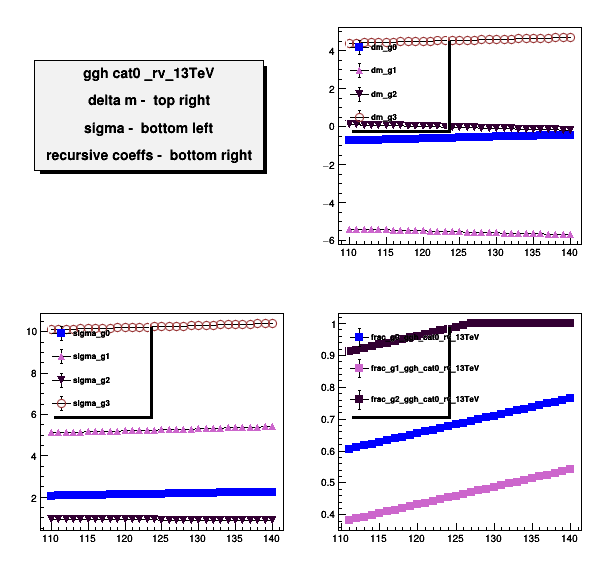 ggh cat0 _rv_13TeV
delta m - top right
sigma - bottom left
recursive coeffs - bottom right
dm_g0
dm_g1
dm_g2
dm_g3
4
2
0
−2
−4
−6
110 115 120 125 130 135 140
sigma_g0
sigma_g1
sigma_g2
sigma_g3
10
8
6
4
2
110 115 120 125 130 135 140
frac_g0_ggh_cat0_rv_13TeV
frac_g1_ggh_cat0_rv_13TeV
frac_g2_ggh_cat0_rv_13TeV
1
0.9
0.8
0.7
0.6
0.5
0.4
110 115 120 125 130 135 140